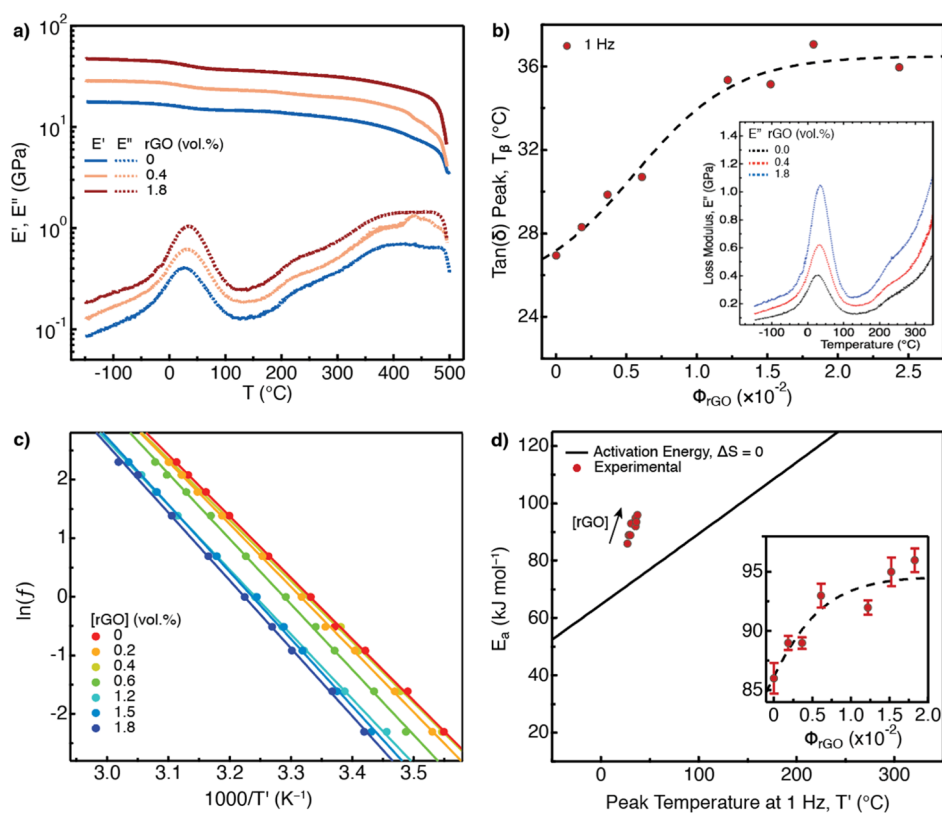 a)
E', E" (GPa)
10²
10¹
10⁰
10⁻¹
E' E" rGO (vol.%)
0
0.4
1.8
-100 0 100 200 300 400 500
T (°C)
b)
1 Hz
Tan(δ) Peak, T_β (°C)
36
32
28
24
0 0.5 1.0 1.5 2.0 2.5
Φ_rGO (×10⁻²)
E" rGO (vol.%)
0.0
0.4
1.8
Loss Modulus, E" (GPa)
1.4
1.2
1.0
0.8
0.6
0.4
0.2
-100 0 100 200 300
Temperature (°C)
c)
ln(f)
2
0
-2
[rGO] (vol.%)
0
0.2
0.4
0.6
1.2
1.5
1.8
3.0 3.1 3.2 3.3 3.4 3.5
1000/T' (K⁻¹)
d)
Activation Energy, ΔS = 0
Experimental
[rGO]
E_a (kJ mol⁻¹)
120
100
80
60
40
20
0 100 200 300
Peak Temperature at 1 Hz, T' (°C)
95
90
85
0 0.5 1.0 1.5 2.0
Φ_rGO (×10⁻²)